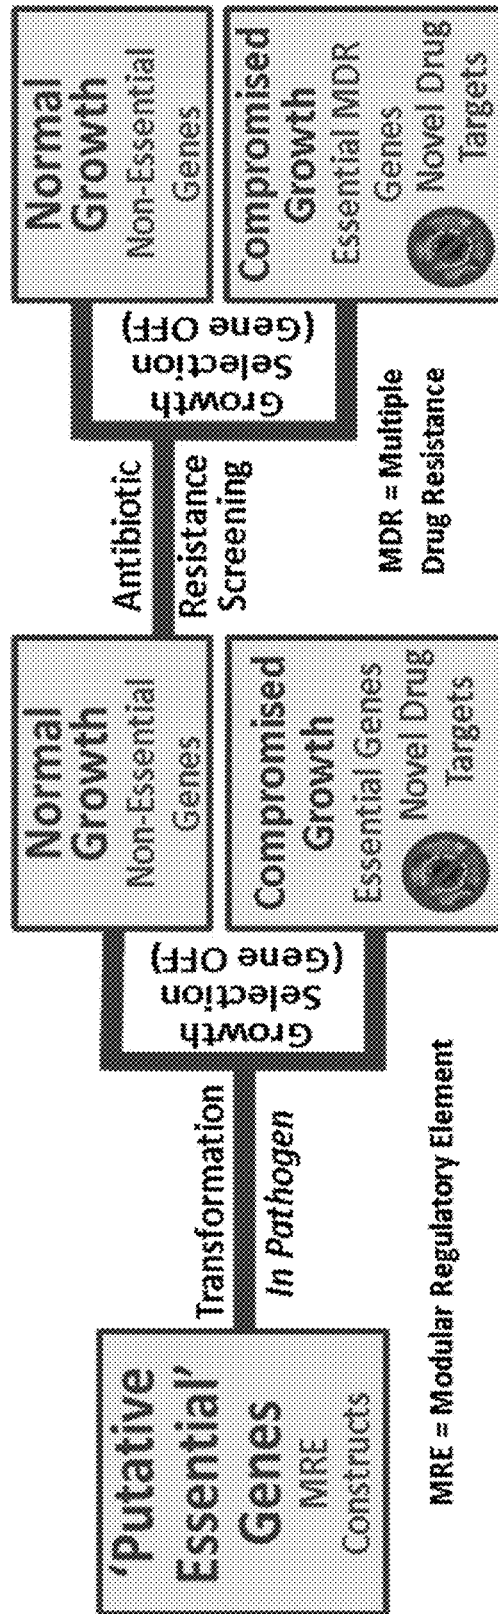 'Putative
Essential'
Genes
MRE
Constructs
Transformation
In Pathogen
MRE = Modular Regulatory Element
Growth
Selection
(Gene OFF)
Normal
Growth
Non-Essential
Genes
Compromised
Growth
Essential Genes
Novel Drug
Targets
Antibiotic
Resistance
Screening
MDR = Multiple
Drug Resistance
Growth
Selection
(Gene OFF)
Normal
Growth
Non-Essential
Genes
Compromised
Growth
Essential MDR
Genes
Novel Drug
Targets